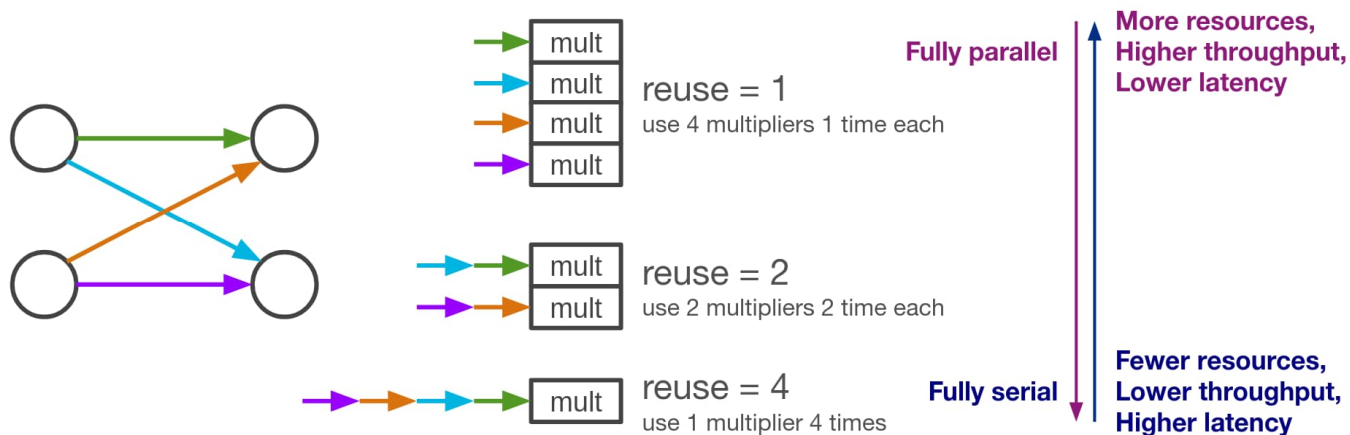 mult
mult
mult
mult
reuse = 1
use 4 multipliers 1 time each
mult
mult
reuse = 2
use 2 multipliers 2 time each
mult
reuse = 4
use 1 multiplier 4 times
Fully parallel
More resources,
Higher throughput,
Lower latency
Fully serial
Fewer resources,
Lower throughput,
Higher latency